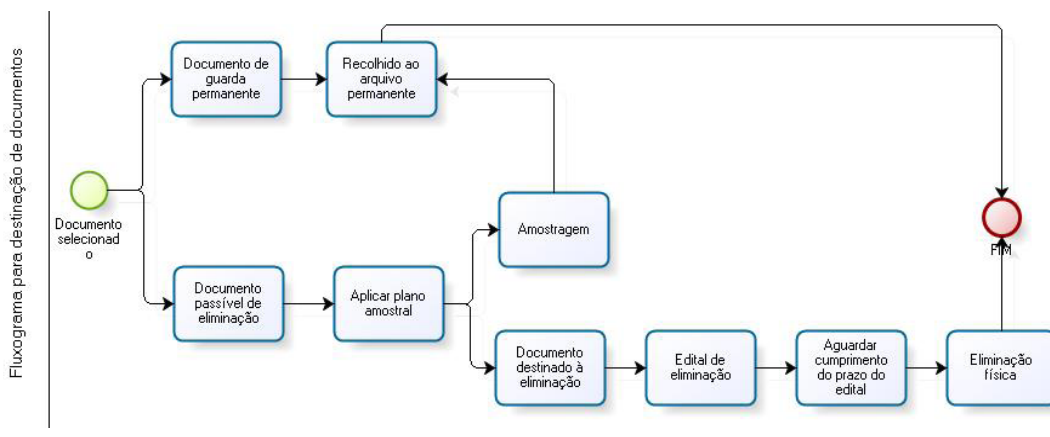 Fluxograma para destinação de documentos
Documento de
guarda
permanente
Recolhido ao
arquivo
permanente
Documento
selecionad
o
Amostragem
FIM
Documento
passível de
eliminação
Aplicar plano
amostral
Documento
destinado à
eliminação
Edital de
eliminação
Aguardar
cumprimento
do prazo do
edital
Eliminação
física